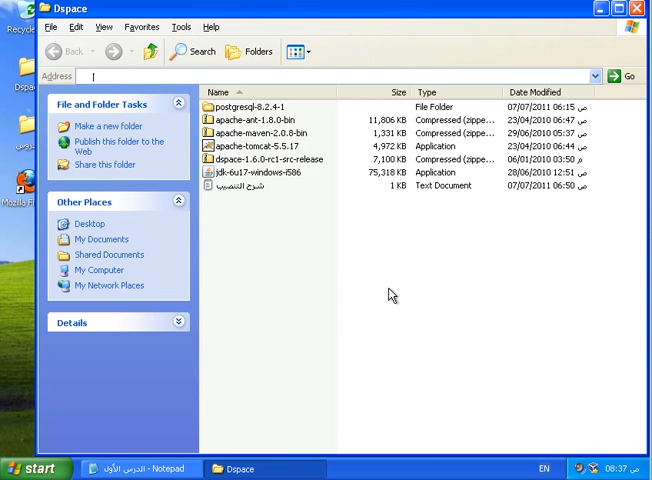 Dspace
File Edit View Favorites Tools Help
Back Search Folders
Address Go
File and Folder Tasks
Make a new folder
Publish this folder to the Web
Share this folder
Other Places
Desktop
My Documents
Shared Documents
My Computer
My Network Places
Details
Name Size Type Date Modified
postgresql-8.2.4-1 File Folder 07/07/2011 06:15 ص
apache-ant-1.8.0-bin 11,806 KB Compressed (zippe... 23/04/2010 06:47 ص
apache-maven-2.0.8-bin 1,331 KB Compressed (zippe... 29/06/2010 05:37 ص
apache-tomcat-5.5.17 4,972 KB Application 23/04/2010 06:44 ص
dspace-1.6.0-rc1-src-release 7,100 KB Compressed (zippe... 06/01/2010 03:50 م
jdk-6u17-windows-i586 75,318 KB Application 28/06/2010 12:51 ص
شرح التنصيب 1 KB Text Document 07/07/2011 06:50 ص
Recycle
Dspac
دروس
Mozilla Fi
start
الدرس الأول - Notepad
Dspace
EN
08:37 ص